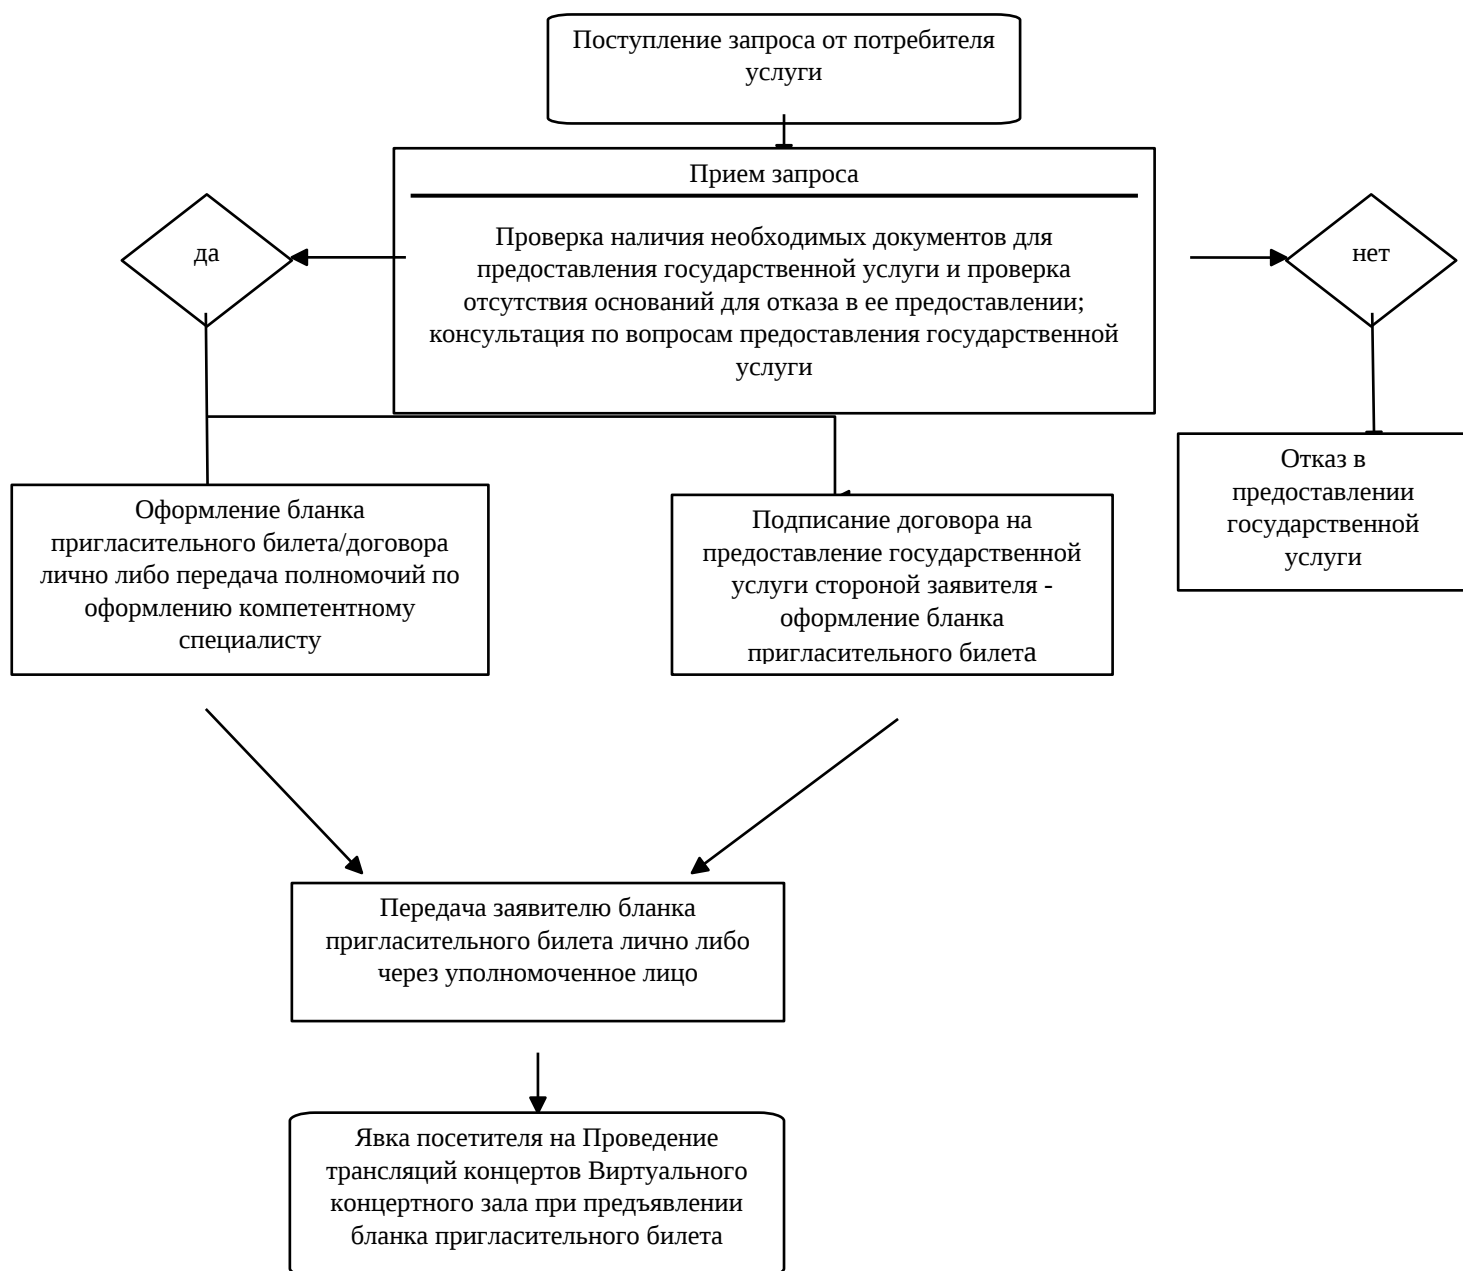 Поступление запроса от потребителя
услуги
Прием запроса
Проверка наличия необходимых документов для
предоставления государственной услуги и проверка
отсутствия оснований для отказа в ее предоставлении;
консультация по вопросам предоставления государственной
услуги
да
нет
Оформление бланка
пригласительного билета/договора
лично либо передача полномочий по
оформлению компетентному
специалисту
Подписание договора на
предоставление государственной
услуги стороной заявителя -
оформление бланка
пригласительного билета
Отказ в
предоставлении
государственной
услуги
Передача заявителю бланка
пригласительного билета лично либо
через уполномоченное лицо
Явка посетителя на Проведение
трансляций концертов Виртуального
концертного зала при предъявлении
бланка пригласительного билета